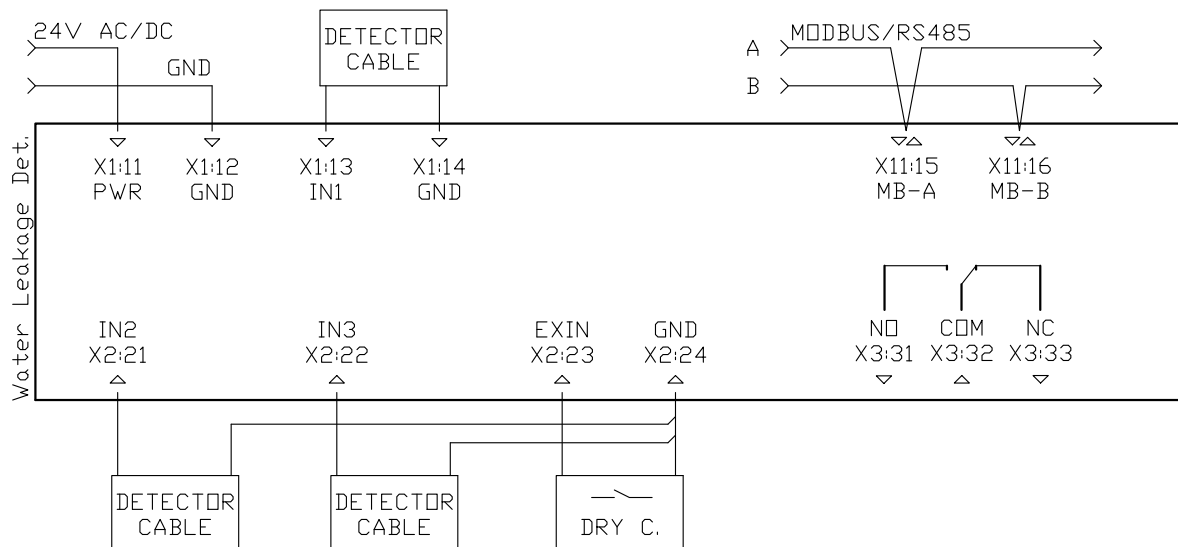 24V AC/DC
GND
DETECTOR
CABLE
MODBUS/RS485
A
B
Water Leakage Det.
X1:11
PWR
X1:12
GND
X1:13
IN1
X1:14
GND
X11:15
MB-A
X11:16
MB-B
IN2
X2:21
IN3
X2:22
EXIN
X2:23
GND
X2:24
NO
X3:31
COM
X3:32
NC
X3:33
DETECTOR
CABLE
DETECTOR
CABLE
DRY C.